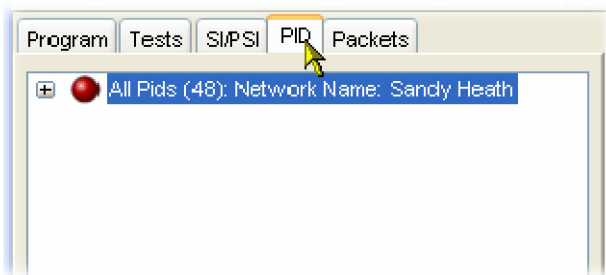 Program Tests SI/PSI PID Packets
All Pids (48): Network Name: Sandy Heath